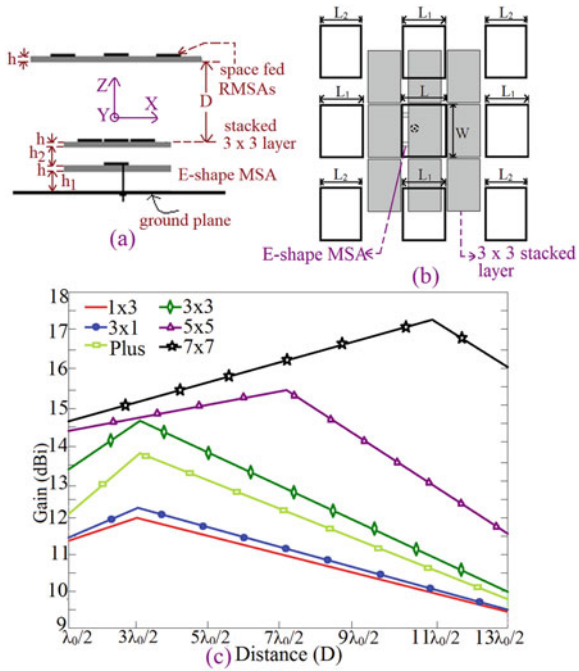 h
space fed
RMSAs
D
Z
Y
X
h
h₂
h₁
stacked
3 x 3 layer
E-shape MSA
ground plane
(a)
L₂ L₁ L₂
L₁ L L₁
W
L₂ L₁ L₂
E-shape MSA
3 x 3 stacked
layer
(b)
18
17
16
15
14
13
12
11
10
9
Gain (dBi)
1x3 3x3
3x1 5x5
Plus 7x7
λ₀/2 3λ₀/2 5λ₀/2 7λ₀/2 9λ₀/2 11λ₀/2 13λ₀/2
(c) Distance (D)